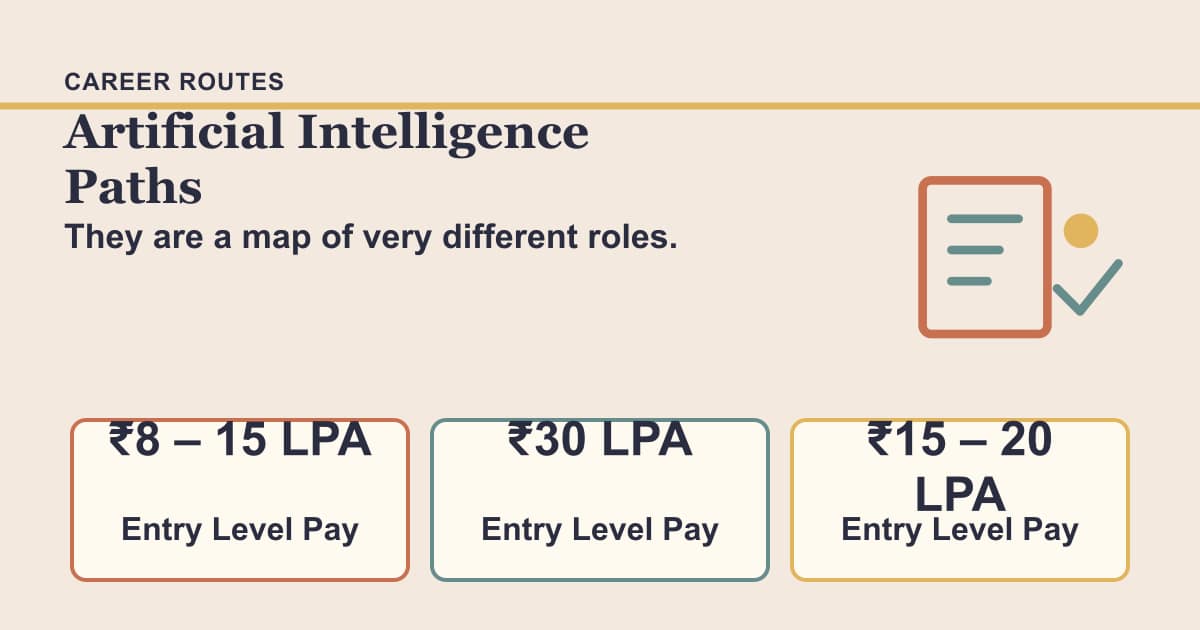 CAREER ROUTES
Artificial Intelligence
Paths
They are a map of very different roles.
₹8 – 15 LPA
Entry Level Pay
₹30 LPA
Entry Level Pay
₹15 – 20
LPA
Entry Level Pay